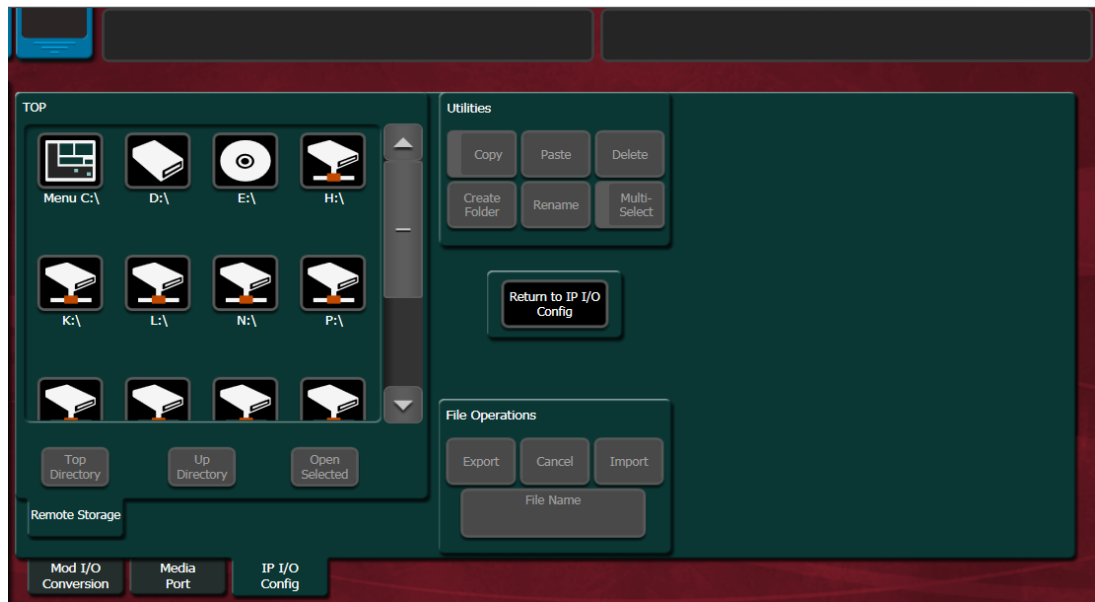 TOP
Menu C:\ D:\ E:\ H:\
K:\ L:\ N:\ P:\
Top Directory
Up Directory
Open Selected
Remote Storage
Utilities
Copy Paste Delete
Create Folder
Rename
Multi-Select
Return to IP I/O
Config
File Operations
Export Cancel Import
File Name
Mod I/O
Conversion
Media
Port
IP I/O
Config